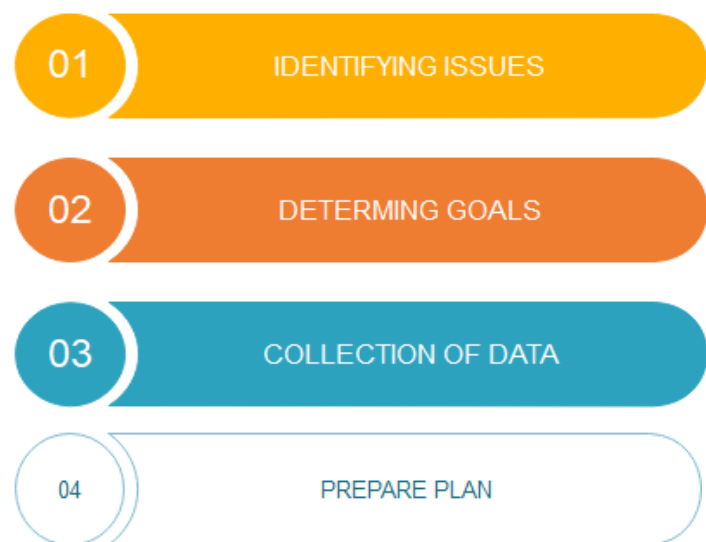 01 IDENTIFYING ISSUES
02 DETERMING GOALS
03 COLLECTION OF DATA
04 PREPARE PLAN